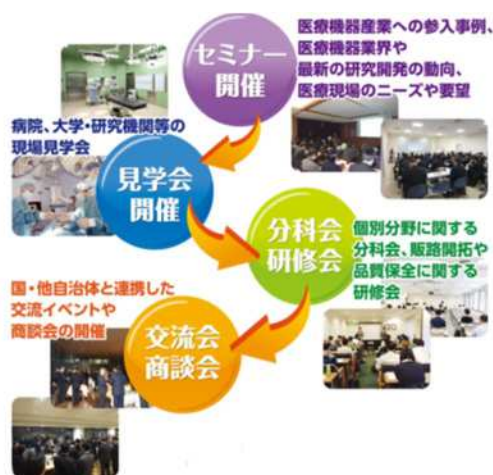 セミナー
開催
医療機器産業への参入事例、
医療機器業界や
最新の研究開発の動向、
医療現場のニーズや要望
病院、大学・研究機関等の
現場見学会
見学会
開催
分科会
研修会
個別分野に関する
分科会、販路開拓や
品質保全に関する
研修会
国・他自治体と連携した
交流イベントや
商談会の開催
交流会
商談会